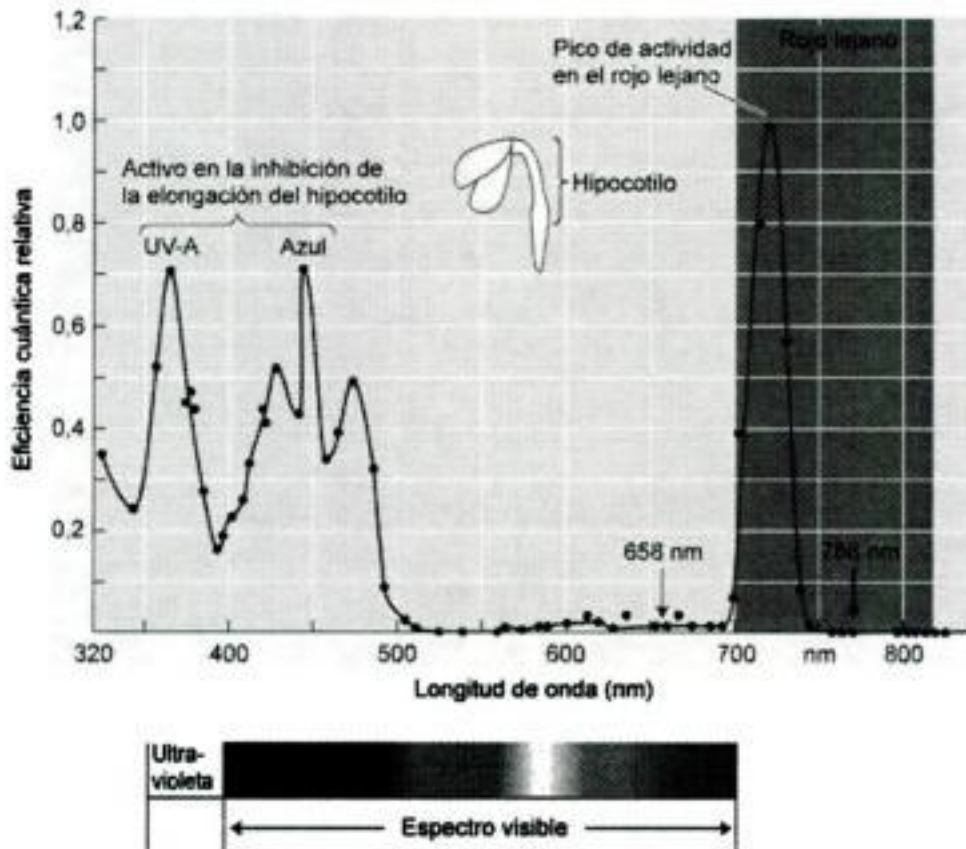 1,2
Rojo lejano
Pico de actividad
en el rojo lejano
1,0
Activo en la inhibición de
la elongación del hipocotilo
Hipocotilo
0,8
UV-A
Azul
Eficiencia cuántica relativa
0,6
0,4
0,2
658 nm
768 nm
320
400
500
600
700
nm
800
Longitud de onda (nm)
Ultra-
violeta
Espectro visible